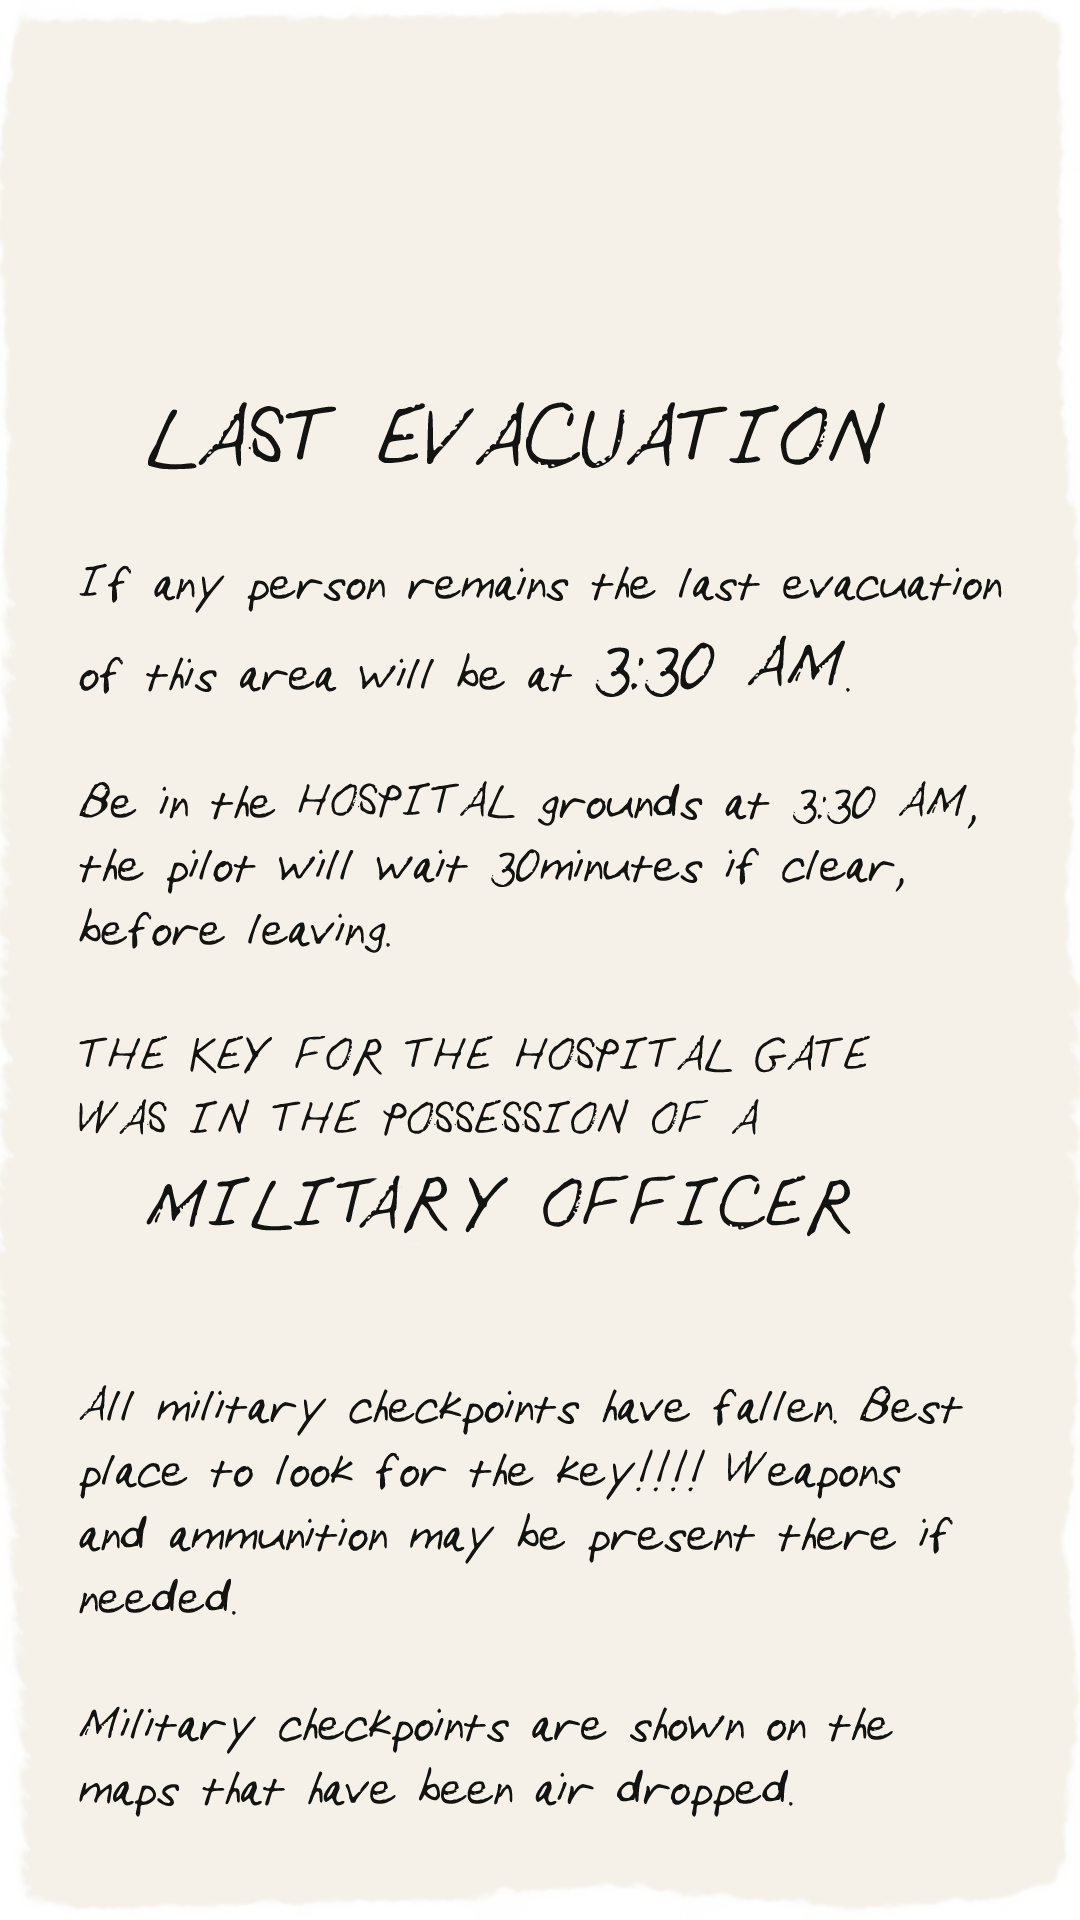 LAST EVACUATION
If any person remains the last evacuation
of this area will be at 3:30 AM.
Be in the HOSPITAL grounds at 3:30 AM,
the pilot will wait 30minutes if clear,
before leaving.
THE KEY FOR THE HOSPITAL GATE
WAS IN THE POSSESSION OF A
MILITARY OFFICER
All military checkpoints have fallen. Best
place to look for the key!!!! Weapons
and ammunition may be present there if
needed.
Military checkpoints are shown on the
maps that have been air dropped.